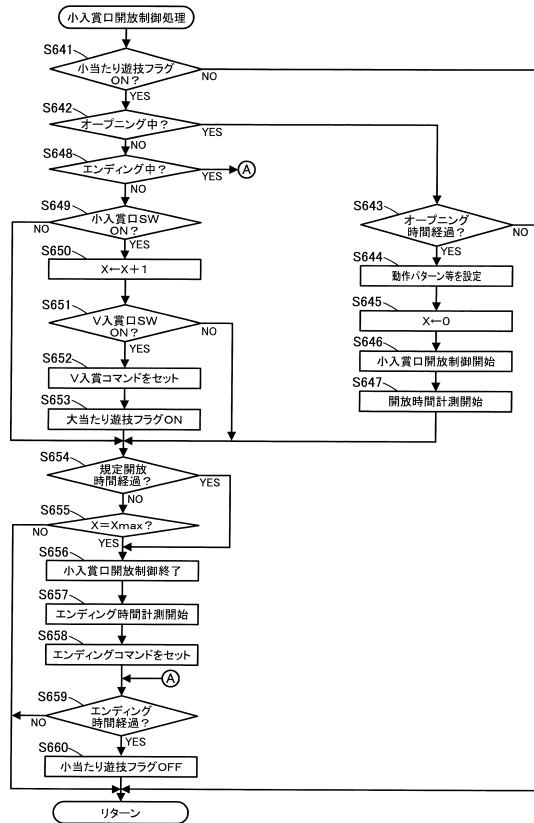 小入賞口開放制御処理
S641
小当たり遊技フラグ
ON?
NO
YES
S642
オープニング中?
YES
NO
S648
エンディング中?
YES
A
NO
S649
小入賞口SW
ON?
NO
YES
S650
X←X+1
S651
V入賞口SW
ON?
NO
YES
S652
V入賞コマンドをセット
S653
大当たり遊技フラグON
S643
オープニング
時間経過?
NO
YES
S644
動作パターン等を設定
S645
X←0
S646
小入賞口開放制御開始
S647
開放時間計測開始
S654
規定開放
時間経過?
YES
NO
S655
X=Xmax?
NO
YES
S656
小入賞口開放制御終了
S657
エンディング時間計測開始
S658
エンディングコマンドをセット
A
S659
エンディング
時間経過?
NO
YES
S660
小当たり遊技フラグOFF
リターン